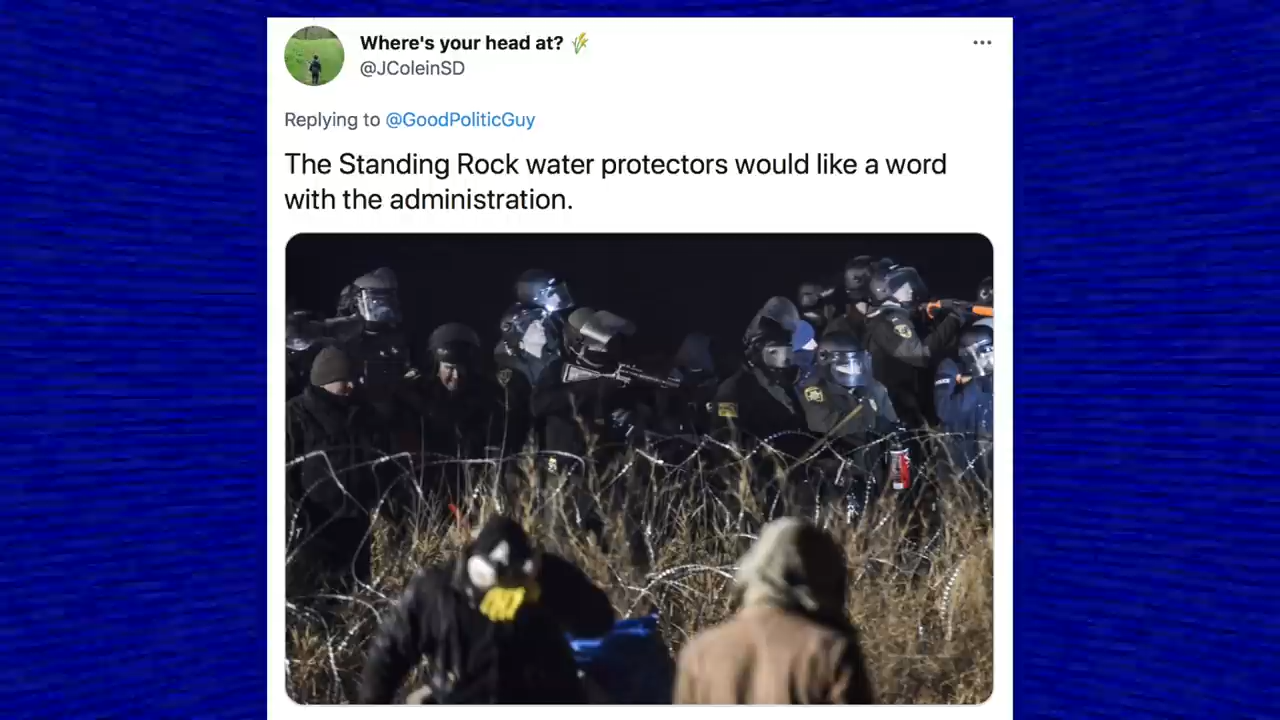 Where's your head at? 🌾
@JColeinSD
Replying to @GoodPoliticGuy
The Standing Rock water protectors would like a word
with the administration.